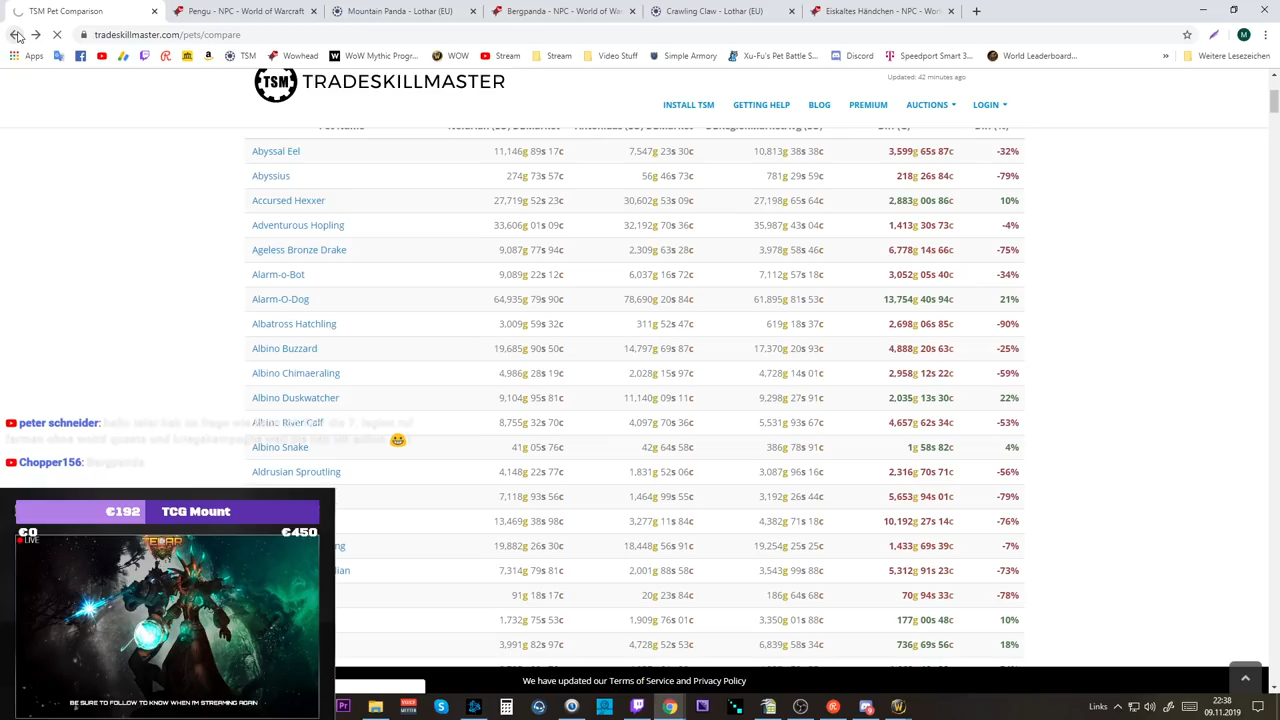 TSM Pet Comparison
Pengu - NPC - World of Warcra
Mountain Panda - Lothar (EU) -
Bergpanda - NPC - World of Wa
Crawling Claw - Lothar (EU) -
Eiskaltes Händchen - NPC - Wo
tradeskillmaster.com/pets/compare
Apps
TSM
Wowhead
WoW Mythic Progr...
WOW
YouTube
Stream
Stream
Video Stuff
Simple Armory
Xu-Fu's Pet Battle S...
Discord
Speedport Smart 3...
World Leaderboard...
Weitere Lesezeichen
TSM TRADESKILLMASTER
Updated: 42 minutes ago
INSTALL TSM GETTING HELP BLOG PREMIUM AUCTIONS LOGIN
Abyssal Eel 11,146g 89s 17c 7,547g 23s 30c 10,813g 38s 38c 3,599g 65s 87c -32%
Abyssius 274g 73s 57c 56g 46s 73c 781g 29s 59c 218g 26s 84c -79%
Accursed Hexxer 27,719g 52s 23c 30,602g 53s 09c 27,198g 65s 64c 2,883g 00s 86c 10%
Adventurous Hopling 33,606g 01s 09c 32,192g 70s 36c 35,987g 43s 04c 1,413g 30s 73c -4%
Ageless Bronze Drake 9,087g 77s 94c 2,309g 63s 28c 3,978g 58s 46c 6,778g 14s 66c -75%
Alarm-o-Bot 9,089g 22s 12c 6,037g 16s 72c 7,112g 57s 18c 3,052g 05s 40c -34%
Alarm-O-Dog 64,935g 79s 90c 78,690g 20s 84c 61,895g 81s 53c 13,754g 40s 94c 21%
Albatross Hatchling 3,009g 59s 32c 311g 52s 47c 619g 18s 37c 2,698g 06s 85c -90%
Albino Buzzard 19,685g 90s 50c 14,797g 69s 87c 17,370g 20s 93c 4,888g 20s 63c -25%
Albino Chimaeraling 4,986g 28s 19c 2,028g 15s 97c 4,728g 14s 01c 2,958g 12s 22c -59%
Albino Duskwatcher 9,104g 95s 81c 11,140g 09s 11c 9,298g 27s 91c 2,035g 13s 30c 22%
Albino River Calf 8,755g 32s 70c 4,097g 70s 36c 5,531g 93s 67c 4,657g 62s 34c -53%
Albino Snake 41g 05s 76c 42g 64s 58c 386g 78s 91c 1g 58s 82c 4%
Aldrusian Sproutling 4,148g 22s 77c 1,831g 52s 06c 3,087g 96s 16c 2,316g 70s 71c -56%
7,118g 93s 56c 1,464g 99s 55c 3,192g 26s 44c 5,653g 94s 01c -79%
13,469g 38s 98c 3,277g 11s 84c 4,382g 71s 18c 10,192g 27s 14c -76%
ng 19,882g 26s 30c 18,448g 56s 91c 19,254g 25s 25c 1,433g 69s 39c -7%
lian 7,314g 79s 81c 2,001g 88s 58c 3,543g 99s 88c 5,312g 91s 23c -73%
91g 18s 17c 20g 23s 84c 186g 64s 68c 70g 94s 33c -78%
1,732g 75s 53c 1,909g 76s 01c 3,350g 01s 88c 177g 00s 48c 10%
3,991g 82s 97c 4,728g 52s 53c 6,839g 58s 34c 736g 69s 56c 18%
peter schneider:
Chopper156: Bergpanda
€192 TCG Mount
€0 €450
LIVE
BE SURE TO FOLLOW TO KNOW WHEN I'M STREAMING AGAIN
We have updated our Terms of Service and Privacy Policy
Links
22:38
09.11.2019